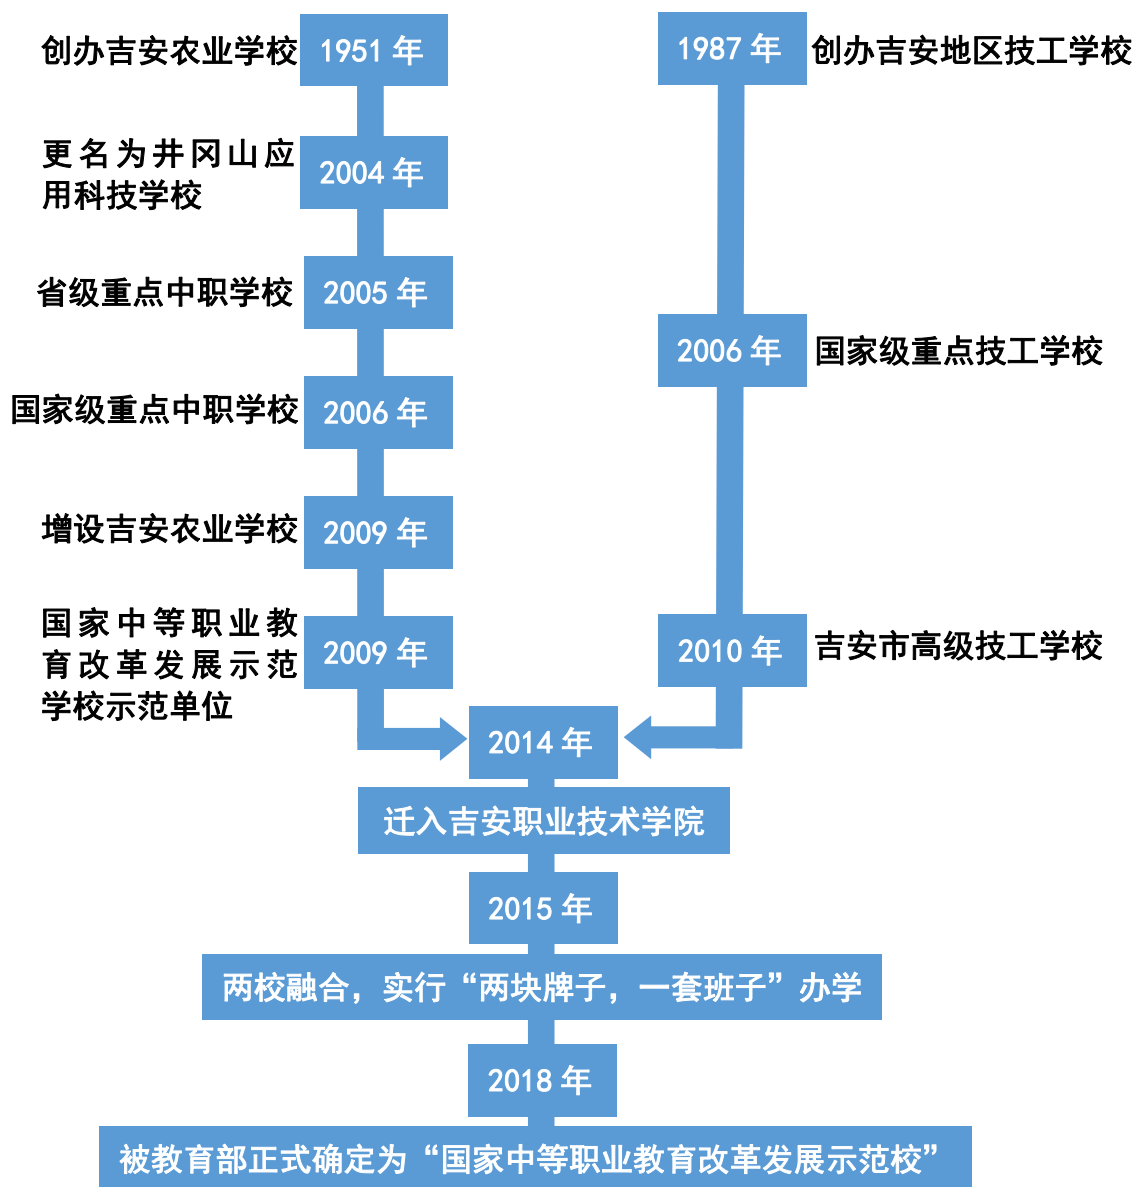 创办吉安农业学校
1951 年
更名为井冈山应
用科技学校
2004 年
省级重点中职学校
2005 年
国家级重点中职学校
2006 年
增设吉安农业学校
2009 年
国家中等职业教
育改革发展示范
学校示范单位
2009 年
1987 年
创办吉安地区技工学校
2006 年
国家级重点技工学校
2010 年
吉安市高级技工学校
2014 年
迁入吉安职业技术学院
2015 年
两校融合，实行“两块牌子，一套班子”办学
2018 年
被教育部正式确定为“国家中等职业教育改革发展示范校”